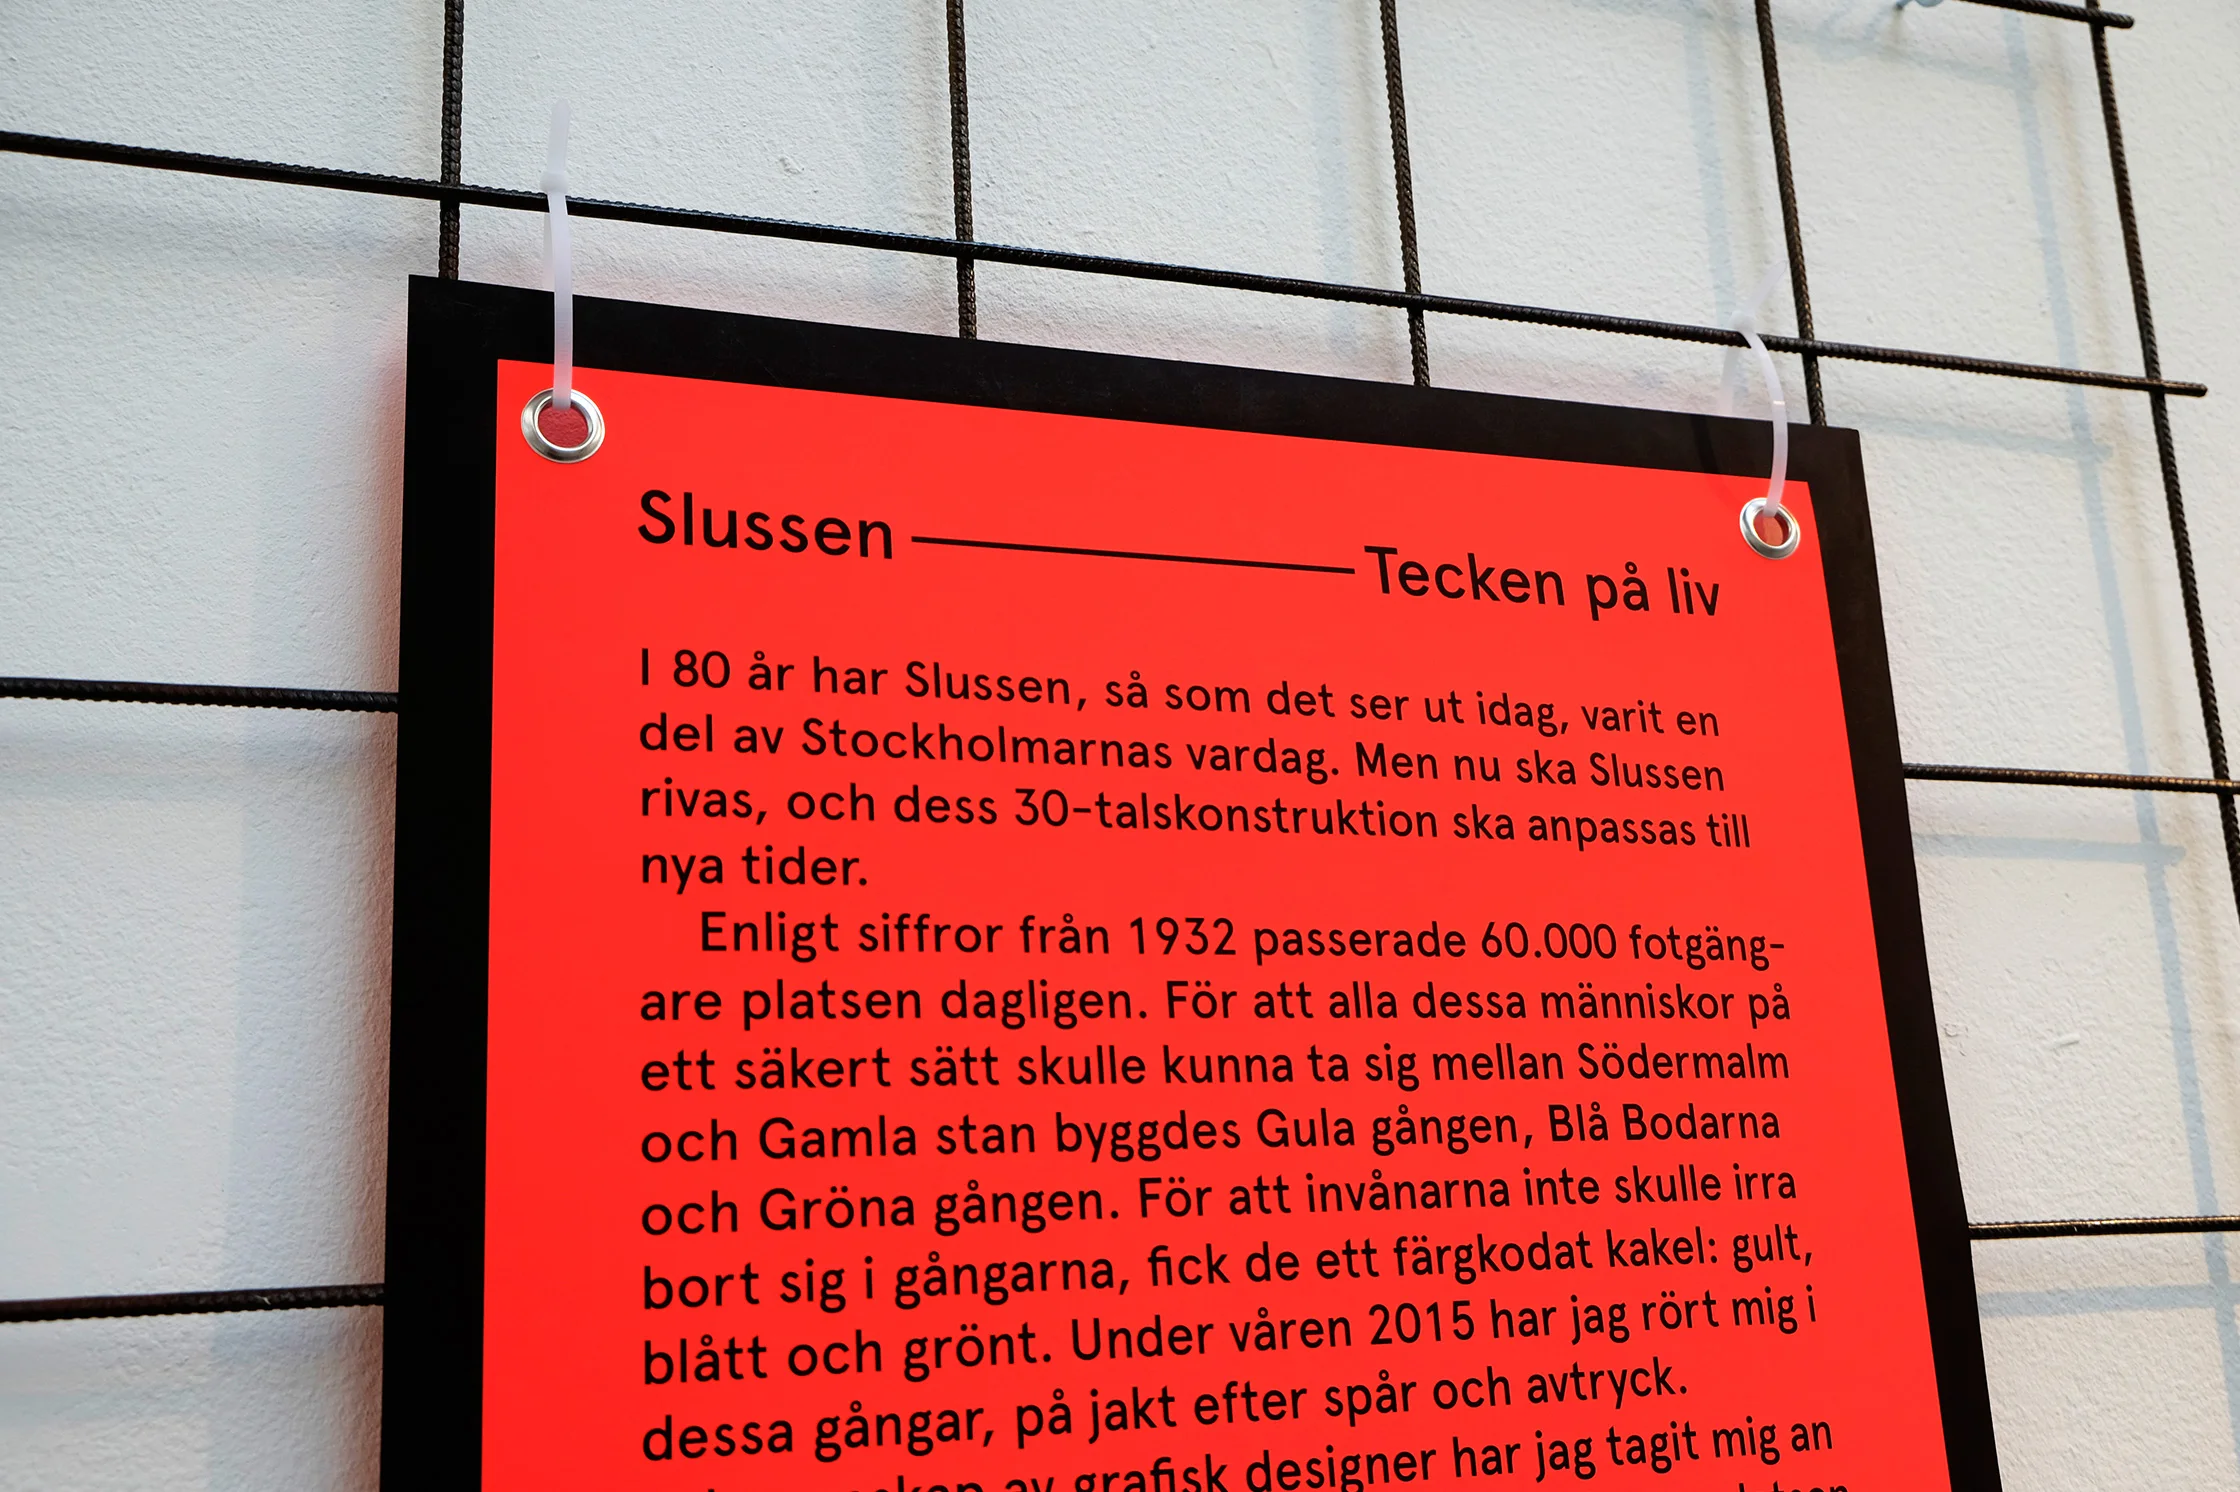 Slussen — Tecken på liv
I 80 år har Slussen, så som det ser ut idag, varit en
del av Stockholmarnas vardag. Men nu ska Slussen
rivas, och dess 30-talskonstruktion ska anpassas till
nya tider.
Enligt siffror från 1932 passerade 60.000 fotgäng-
are platsen dagligen. För att alla dessa människor på
ett säkert sätt skulle kunna ta sig mellan Södermalm
och Gamla stan byggdes Gula gången, Blå Bodarna
och Gröna gången. För att invånarna inte skulle irra
bort sig i gångarna, fick de ett färgkodat kakel: gult,
blått och grönt. Under våren 2015 har jag rört mig i
dessa gångar, på jakt efter spår och avtryck.
av grafisk designer har jag tagit mig an